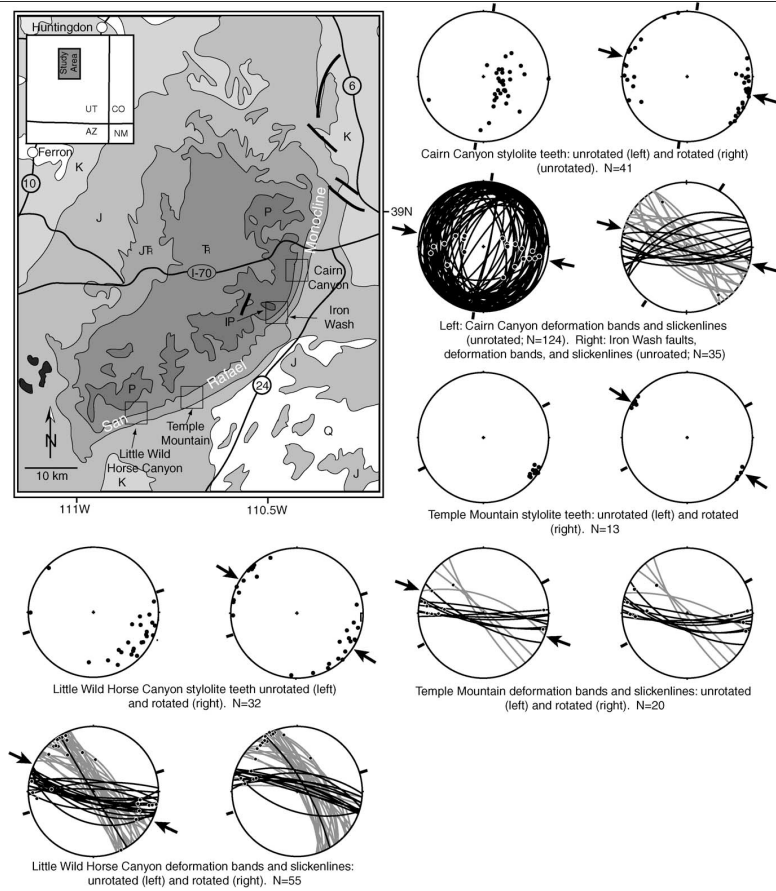 Huntingdon
Study
Area
UT
CO
AZ
NM
6
K
Ferron
K
10
39N
P
J
Monocline
I-70
Cairn
Canyon
IP
Iron
Wash
24
J
P
Rafael
San
Temple
Mountain
Q
N
Little Wild
Horse Canyon
10 km
K
J
111W
110.5W
Cairn Canyon stylolite teeth: unrotated (left) and rotated (right)
(unrotated). N=41
Left: Cairn Canyon deformation bands and slickenlines
(unrotated; N=124). Right: Iron Wash faults,
deformation bands, and slickenlines (unroated; N=35)
Temple Mountain stylolite teeth: unrotated (left) and rotated
(right). N=13
Little Wild Horse Canyon stylolite teeth unrotated (left)
and rotated (right). N=32
Temple Mountain deformation bands and slickenlines: unrotated
(left) and rotated (right). N=20
Little Wild Horse Canyon deformation bands and slickenlines:
unrotated (left) and rotated (right). N=55